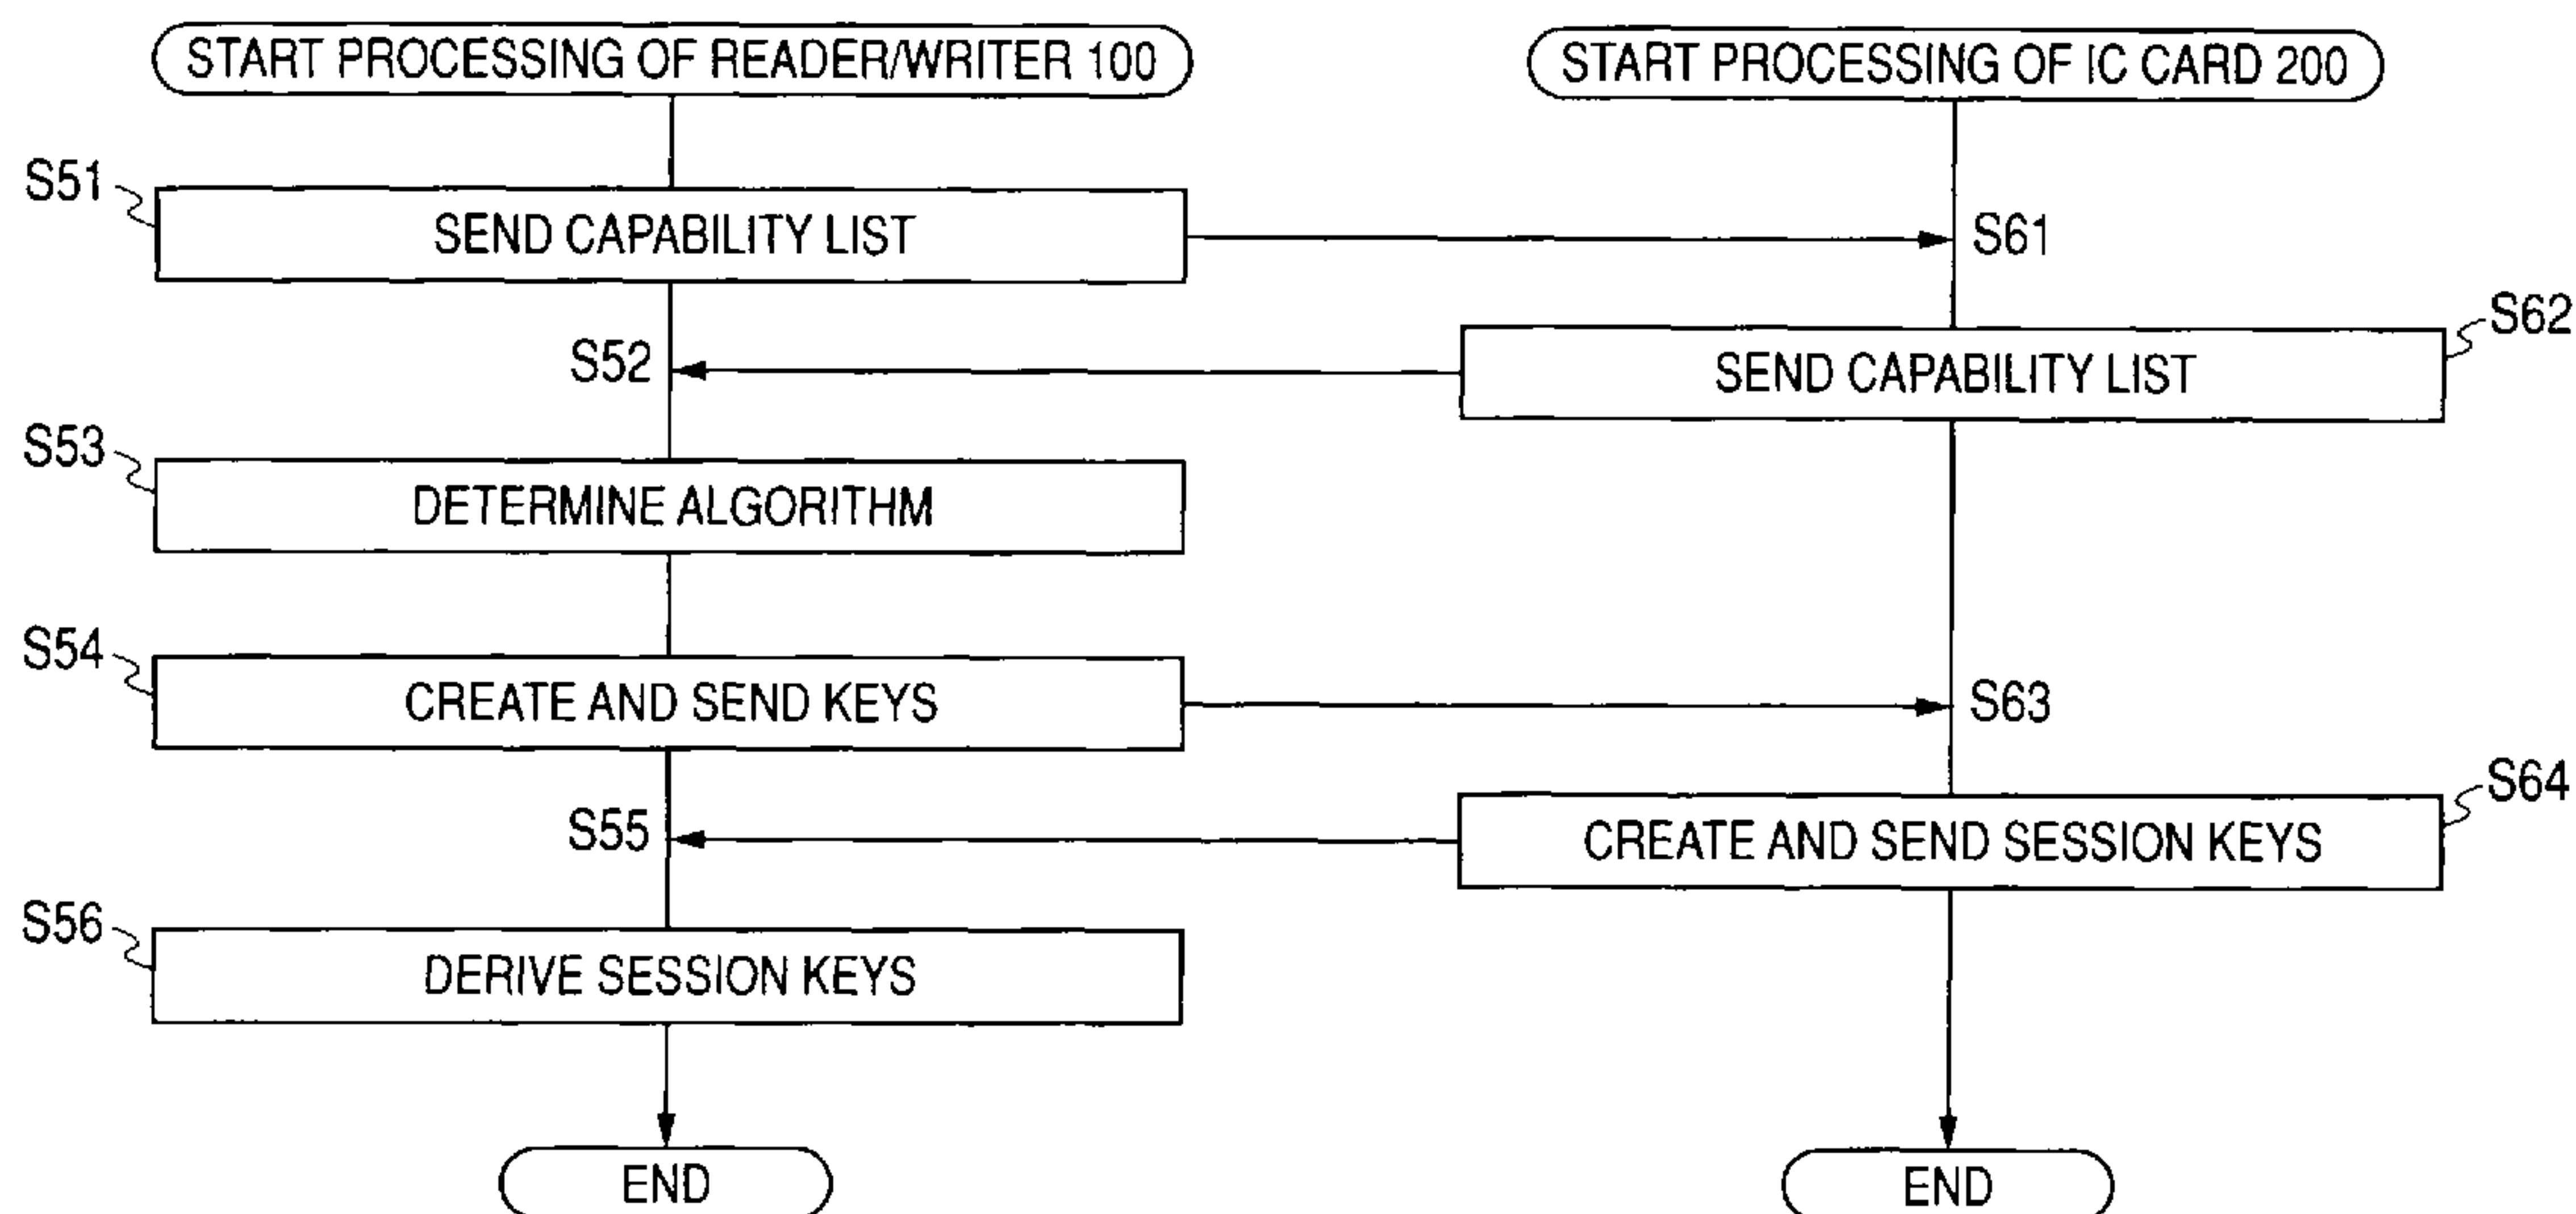 START PROCESSING OF READER/WRITER 100
START PROCESSING OF IC CARD 200
S51
SEND CAPABILITY LIST
S61
S62
S52
SEND CAPABILITY LIST
S53
DETERMINE ALGORITHM
S54
CREATE AND SEND KEYS
S63
S64
S55
CREATE AND SEND SESSION KEYS
S56
DERIVE SESSION KEYS
END
END